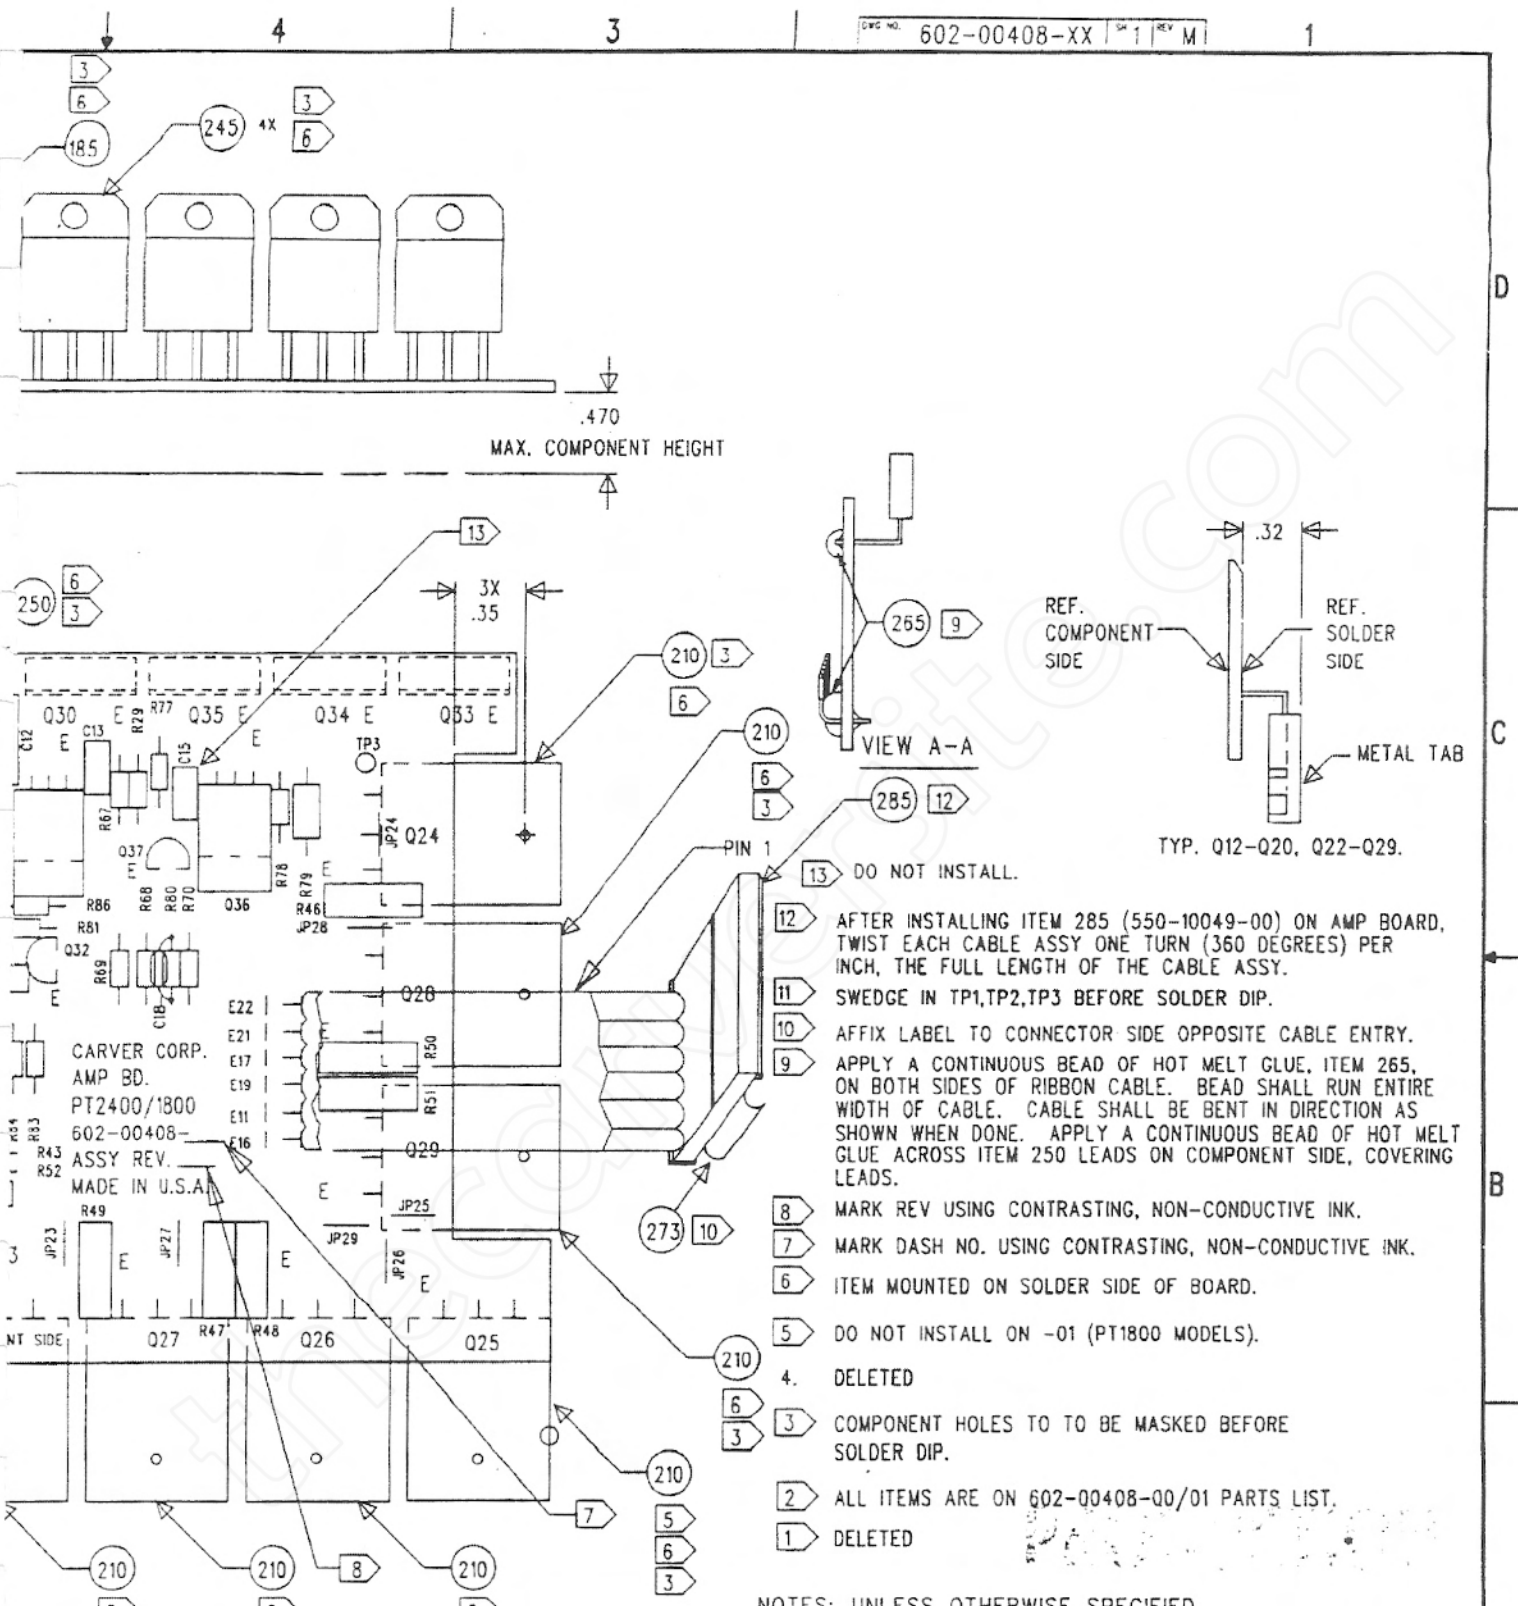 4
3
DWG NO. 602-00408-XX SH 1 REV M
1
3
6
185
245 4X
3
6
D
.470
MAX. COMPONENT HEIGHT
13
250
6
3
3X
.35
210 3
6
265 9
.32
REF.
COMPONENT
SIDE
REF.
SOLDER
SIDE
C
VIEW A-A
METAL TAB
TYP. Q12-Q20, Q22-Q29.
210
6
3
285 12
PIN 1
Q30 E
R29
R77
Q35 E
Q34 E
Q33 E
C12
E
C13
C15
E
TP3
R67
JP24
Q24
Q37
E
R86
R68
R80
R70
Q36
R78
R79
E
R46
JP28
R81
Q32
R69
E
C18
Q28
E22
E21
E
E17
E19
E11
E16
R50
R51
Q29
CARVER CORP.
AMP BD.
PT2400/1800
602-00408-
ASSY REV.
MADE IN U.S.A.
R84
R83
R43
R52
E
JP25
JP29
JP26
E
R49
JP23
E
JP27
E
3
NT SIDE
Q27
R47
R48
Q26
Q25
273 10
210
6
3
210
5
6
3
7
210
8
210
210
13 DO NOT INSTALL.
12 AFTER INSTALLING ITEM 285 (550-10049-00) ON AMP BOARD,
TWIST EACH CABLE ASSY ONE TURN (360 DEGREES) PER
INCH, THE FULL LENGTH OF THE CABLE ASSY.
11 SWEDGE IN TP1,TP2,TP3 BEFORE SOLDER DIP.
10 AFFIX LABEL TO CONNECTOR SIDE OPPOSITE CABLE ENTRY.
9 APPLY A CONTINUOUS BEAD OF HOT MELT GLUE, ITEM 265,
ON BOTH SIDES OF RIBBON CABLE. BEAD SHALL RUN ENTIRE
WIDTH OF CABLE. CABLE SHALL BE BENT IN DIRECTION AS
SHOWN WHEN DONE. APPLY A CONTINUOUS BEAD OF HOT MELT
GLUE ACROSS ITEM 250 LEADS ON COMPONENT SIDE, COVERING
LEADS.
B
8 MARK REV USING CONTRASTING, NON-CONDUCTIVE INK.
7 MARK DASH NO. USING CONTRASTING, NON-CONDUCTIVE INK.
6 ITEM MOUNTED ON SOLDER SIDE OF BOARD.
5 DO NOT INSTALL ON -01 (PT1800 MODELS).
4. DELETED
3 COMPONENT HOLES TO TO BE MASKED BEFORE
SOLDER DIP.
2 ALL ITEMS ARE ON 602-00408-00/01 PARTS LIST.
1 DELETED
NOTES: UNLESS OTHERWISE SPECIFIED
thecarversite.com